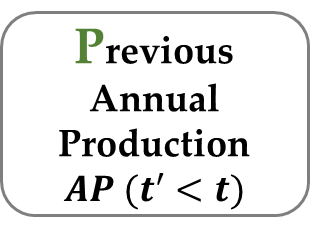 Previous
Annual
Production
AP (t′ < t)